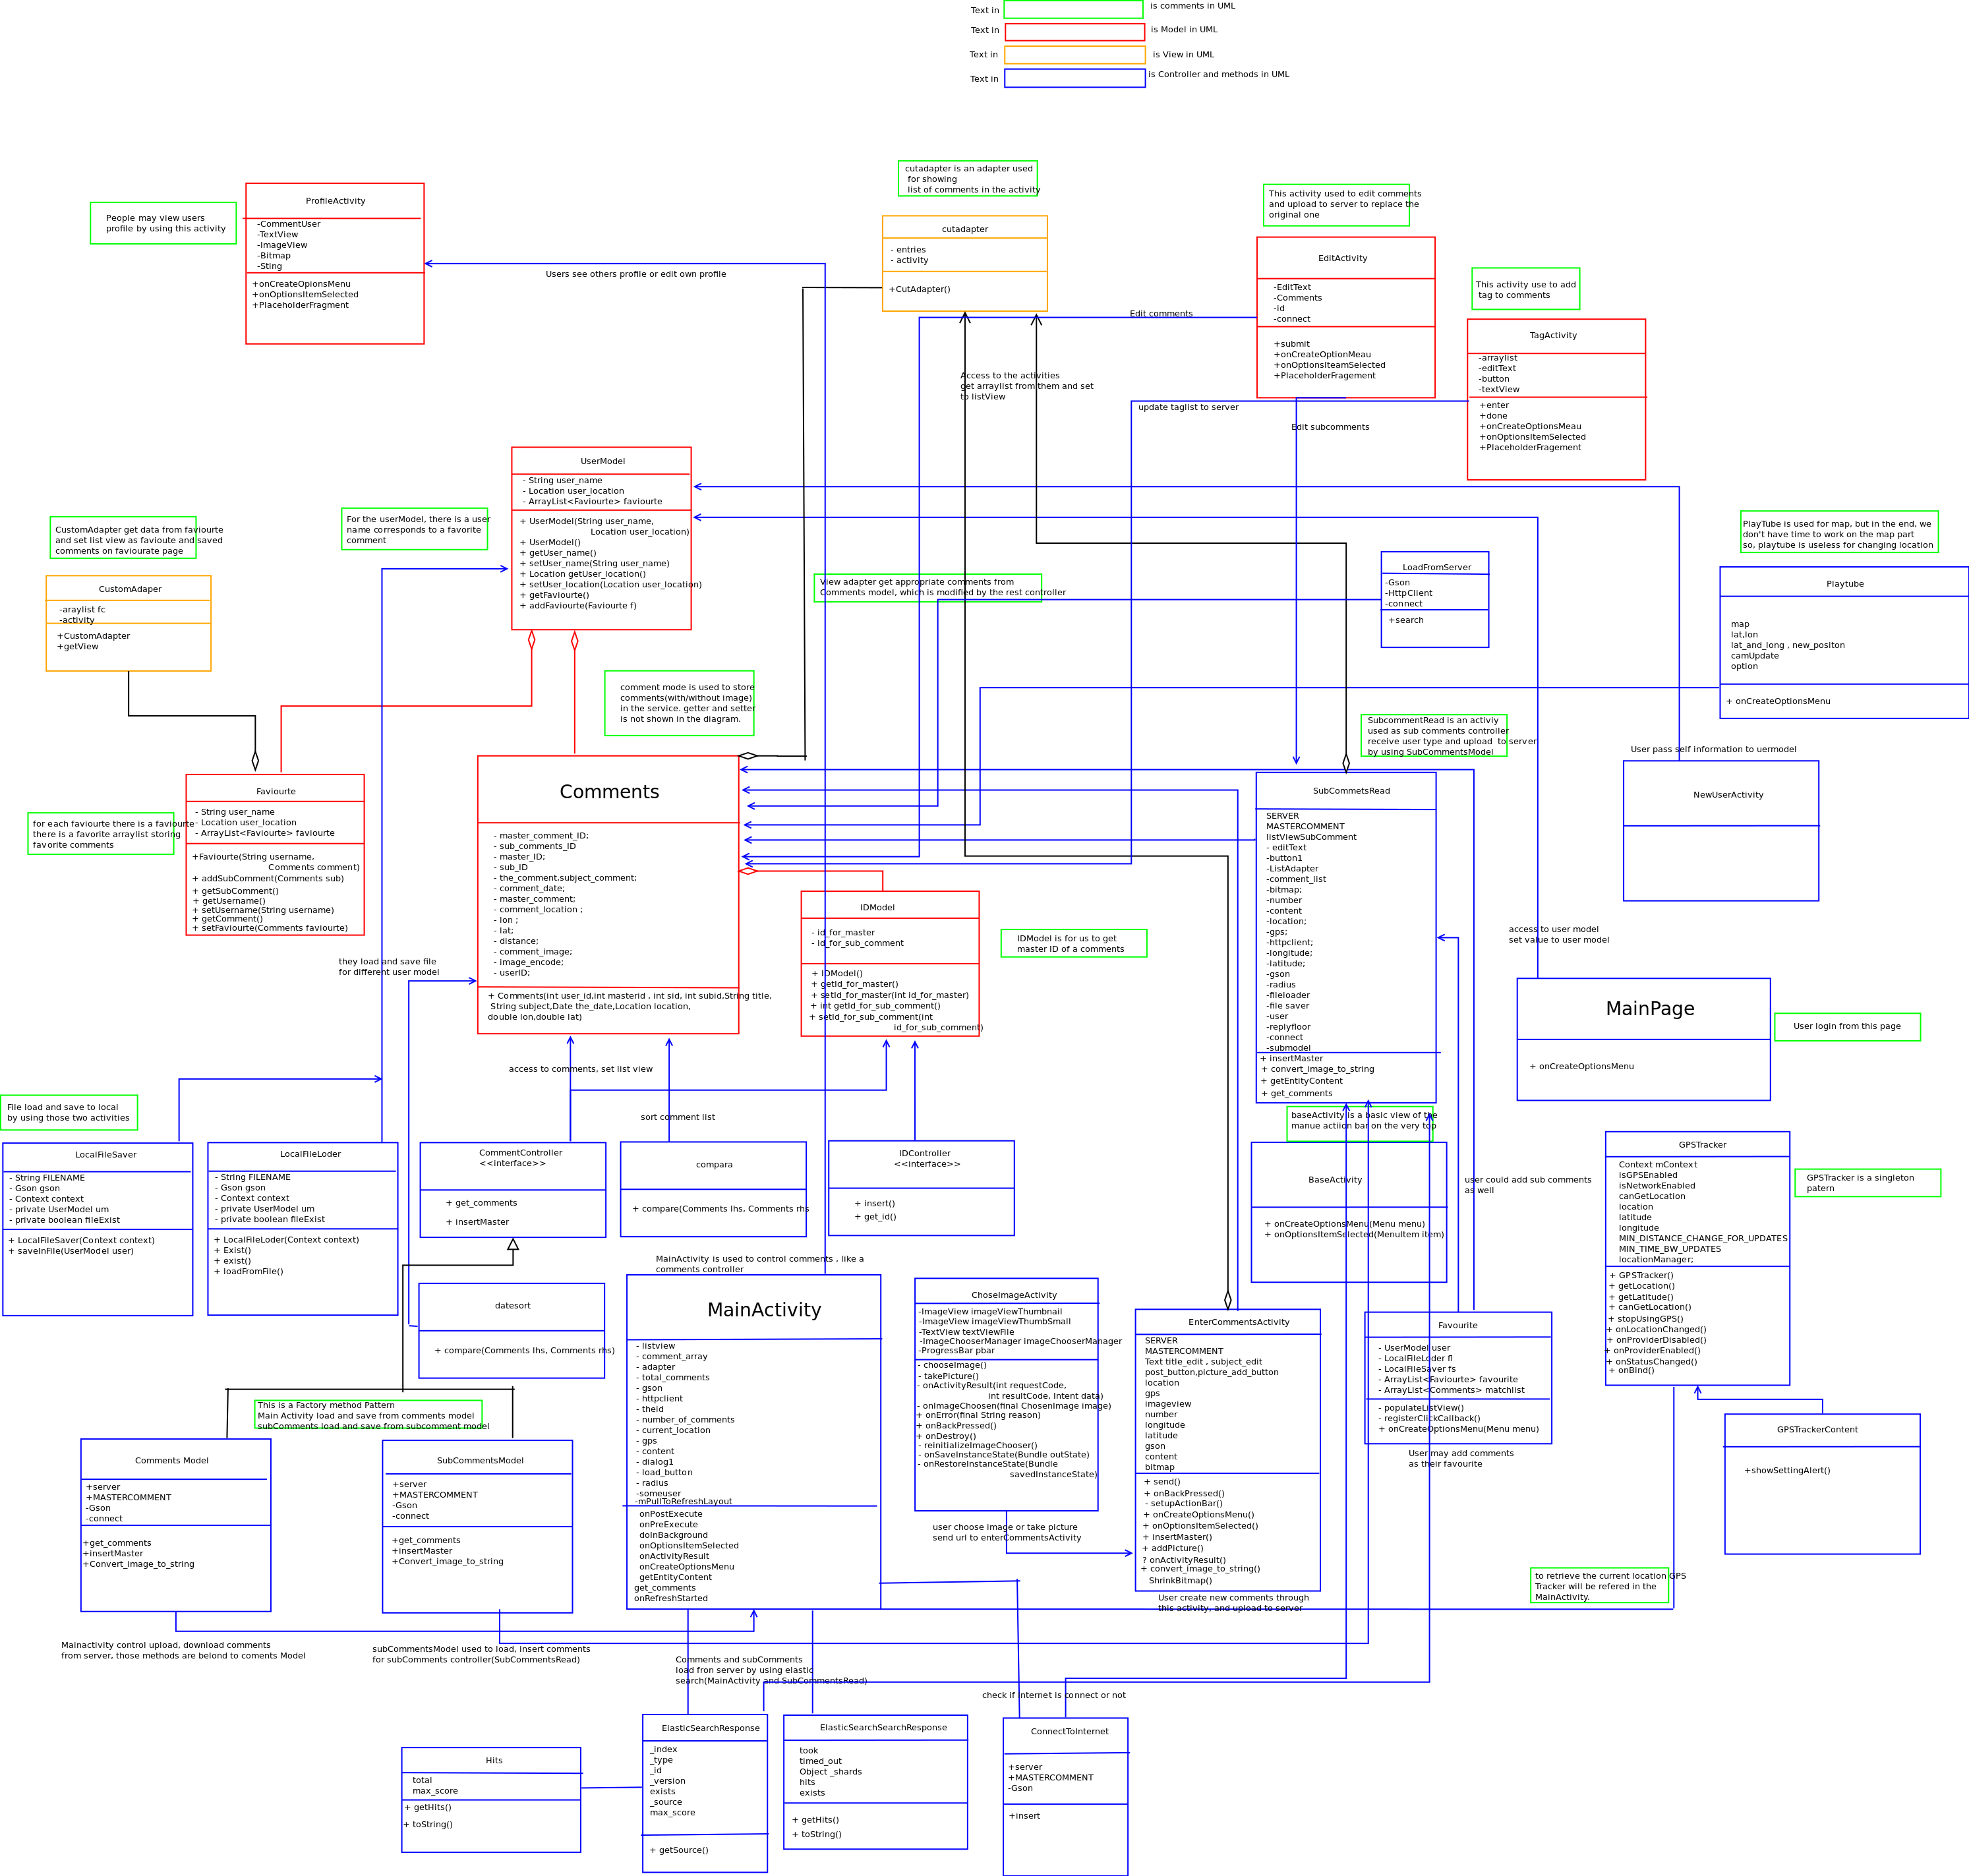 Text in
is comments in UML
Text in
is Model in UML
Text in
is View in UML
Text in
is Controller and methods in UML
People may view users
profile by using this activity
ProfileActivity
-CommentUser
-TextView
-ImageView
-Bitmap
-Sting
+onCreateOpionsMenu
+onOptionsItemSelected
+PlaceholderFragment
Users see others profile or edit own profile
cutadapter is an adapter used
for showing
list of comments in the activity
cutadapter
- entries
- activity
+CutAdapter()
This activity used to edit comments
and upload to server to replace the
original one
EditActivity
-EditText
-Comments
-id
-connect
+submit
+onCreateOptionMeau
+onOptionsIteamSelected
+PlaceholderFragement
Edit comments
This activity use to add
tag to comments
TagActivity
-arraylist
-editText
-button
-textView
+enter
+done
+onCreateOptionsMeau
+onOptionsItemSelected
+PlaceholderFragement
Access to the activities
get arraylist from them and set
to listView
update taglist to server
Edit subcomments
UserModel
- String user_name
- Location user_location
- ArrayList<Faviourte> faviourte
+ UserModel(String user_name,
Location user_location)
+ UserModel()
+ getUser_name()
+ setUser_name(String user_name)
+ Location getUser_location()
+ setUser_location(Location user_location)
+ getFaviourte()
+ addFaviourte(Faviourte f)
For the userModel, there is a user
name corresponds to a favorite
comment
CustomAdapter get data from faviourte
and set list view as favioute and saved
comments on faviourate page
CustomAdaper
-araylist fc
-activity
+CustomAdapter
+getView
View adapter get appropriate comments from
Comments model, which is modified by the rest controller
LoadFromServer
-Gson
-HttpClient
-connect
+search
PlayTube is used for map, but in the end, we
don't have time to work on the map part
so, playtube is useless for changing location
Playtube
map
lat,lon
lat_and_long , new_positon
camUpdate
option
+ onCreateOptionsMenu
comment mode is used to store
comments(with/without image)
in the service. getter and setter
is not shown in the diagram.
SubcommentRead is an activiy
used as sub comments controller
receive user type and upload  to server
by using SubCommentsModel
User pass self information to uermodel
NewUserActivity
Faviourte
- String user_name
- Location user_location
- ArrayList<Faviourte> faviourte
+Faviourte(String username,
Comments comment)
+ addSubComment(Comments sub)
+ getSubComment()
+ getUsername()
+ setUsername(String username)
+ getComment()
+ setFaviourte(Comments faviourte)
for each faviourte there is a faviourte
there is a favorite arraylist storing
favorite comments
Comments
- master_comment_ID;
- sub_comments_ID
- master_ID;
- sub_ID
- the_comment,subject_comment;
- comment_date;
- master_comment;
- comment_location ;
- lon ;
- lat;
- distance;
- comment_image;
- image_encode;
- userID;
+ Comments(int user_id,int masterid , int sid, int subid,String title,
String subject,Date the_date,Location location,
double lon,double lat)
IDModel
- id_for_master
- id_for_sub_comment
+ IDModel()
+ getId_for_master()
+ setId_for_master(int id_for_master)
+ int getId_for_sub_comment()
+ setId_for_sub_comment(int
id_for_sub_comment)
IDModel is for us to get
master ID of a comments
SubCommetsRead
SERVER
MASTERCOMMENT
listViewSubComment
- editText
-button1
-ListAdapter
-comment_list
-bitmap;
-number
-content
-location;
-gps;
-httpclient;
-longitude;
-latitude;
-gson
-radius
-fileloader
-file saver
-user
-replyfloor
-connect
-submodel
+ insertMaster
+ convert_image_to_string
+ getEntityContent
+ get_comments
access to user model
set value to user model
MainPage
+ onCreateOptionsMenu
User login from this page
they load and save file
for different user model
access to comments, set list view
sort comment list
File load and save to local
by using those two activities
LocalFileSaver
- String FILENAME
- Gson gson
- Context context
- private UserModel um
- private boolean fileExist
+ LocalFileSaver(Context context)
+ saveInFile(UserModel user)
LocalFileLoder
- String FILENAME
- Gson gson
- Context context
- private UserModel um
- private boolean fileExist
+ LocalFileLoder(Context context)
+ Exist()
+ exist()
+ loadFromFile()
CommentController
<<interface>>
+ get_comments
+ insertMaster
compara
+ compare(Comments lhs, Comments rhs
IDController
<<interface>>
+ insert()
+ get_id()
baseActivity is a basic view of the
manue actiion bar on the very top
BaseActivity
+ onCreateOptionsMenu(Menu menu)
+ onOptionsItemSelected(MenuItem item)
user could add sub comments
as well
GPSTracker
Context mContext
isGPSEnabled
isNetworkEnabled
canGetLocation
location
latitude
longitude
MIN_DISTANCE_CHANGE_FOR_UPDATES
MIN_TIME_BW_UPDATES
locationManager;
+ GPSTracker()
+ getLocation()
+ getLatitude()
+ canGetLocation()
+ stopUsingGPS()
+ onLocationChanged()
+ onProviderDisabled()
+ onProviderEnabled()
+ onStatusChanged()
+ onBind()
GPSTracker is a singleton
patern
datesort
+ compare(Comments lhs, Comments rhs)
MainActivity is used to control comments , like a
comments controller
MainActivity
- listview
- comment_array
- adapter
- total_comments
- gson
- httpclient
- theid
- number_of_comments
- current_location
- gps
- content
- dialog1
- load_button
- radius
-someuser
-mPullToRefreshLayout
onPostExecute
onPreExecute
doInBackground
onOptionsItemSelected
onActivityResult
onCreateOptionsMenu
getEntityContent
get_comments
onRefreshStarted
ChoseImageActivity
-ImageView imageViewThumbnail
-ImageView imageViewThumbSmall
-TextView textViewFile
-ImageChooserManager imageChooserManager
-ProgressBar pbar
- chooseImage()
- takePicture()
- onActivityResult(int requestCode,
int resultCode, Intent data)
- onImageChoosen(final ChosenImage image)
+ onError(final String reason)
+ onBackPressed()
+ onDestroy()
- reinitializeImageChooser()
- onSaveInstanceState(Bundle outState)
- onRestoreInstanceState(Bundle
savedInstanceState)
EnterCommentsActivity
SERVER
MASTERCOMMENT
Text title_edit , subject_edit
post_button,picture_add_button
location
gps
imageview
number
longitude
latitude
gson
content
bitmap
+ send()
+ onBackPressed()
- setupActionBar()
+ onCreateOptionsMenu()
+ onOptionsItemSelected()
+ insertMaster()
+ addPicture()
? onActivityResult()
+ convert_image_to_string()
ShrinkBitmap()
Favourite
- UserModel user
- LocalFileLoder fl
- LocalFileSaver fs
- ArrayList<Faviourte> favourite
- ArrayList<Comments> matchlist
- populateListView()
- registerClickCallback()
+ onCreateOptionsMenu(Menu menu)
User may add comments
as their favourite
GPSTrackerContent
+showSettingAlert()
This is a Factory method Pattern
Main Activity load and save from comments model
subComments load and save from subcomment model
Comments Model
+server
+MASTERCOMMENT
-Gson
-connect
+get_comments
+insertMaster
+Convert_image_to_string
SubCommentsModel
+server
+MASTERCOMMENT
-Gson
-connect
+get_comments
+insertMaster
+Convert_image_to_string
user choose image or take picture
send url to enterCommentsActivity
to retrieve the current location GPS
Tracker will be refered in the
MainActivity.
User create new comments through
this activity, and upload to server
Mainactivity control upload, download comments
from server, those methods are belond to coments Model
subCommentsModel used to load, insert comments
for subComments controller(SubCommentsRead)
Comments and subComments
load fron server by using elastic
search(MainActivity and SubCommentsRead)
check if internet is connect or not
Hits
total
max_score
+ getHits()
+ toString()
ElasticSearchResponse
_index
_type
_id
_version
exists
_source
max_score
+ getSource()
ElasticSearchSearchResponse
took
timed_out
Object _shards
hits
exists
+ getHits()
+ toString()
ConnectToInternet
+server
+MASTERCOMMENT
-Gson
+insert